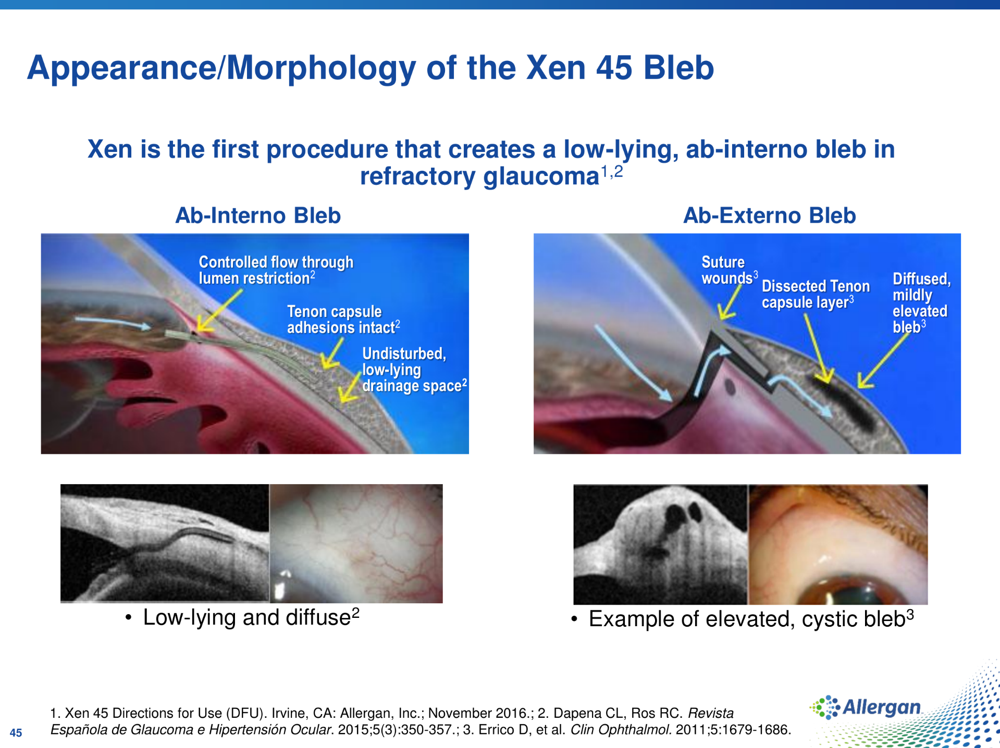 Appearance/Morphology of the Xen 45 Bleb
Xen is the first procedure that creates a low-lying, ab-interno bleb in
refractory glaucoma1,2
Ab-Interno Bleb
Controlled flow through
lumen restriction2
Tenon capsule
adhesions intact2
Undisturbed,
low-lying
drainage space2
• Low-lying and diffuse2
Ab-Externo Bleb
Suture
wounds3
Dissected Tenon
capsule layer3
Diffused,
mildly
elevated
bleb3
• Example of elevated, cystic bleb3
1. Xen 45 Directions for Use (DFU). Irvine, CA: Allergan, Inc.; November 2016.; 2. Dapena CL, Ros RC. Revista
Española de Glaucoma e Hipertensión Ocular. 2015;5(3):350-357.; 3. Errico D, et al. Clin Ophthalmol. 2011;5:1679-1686.
45
Allergan